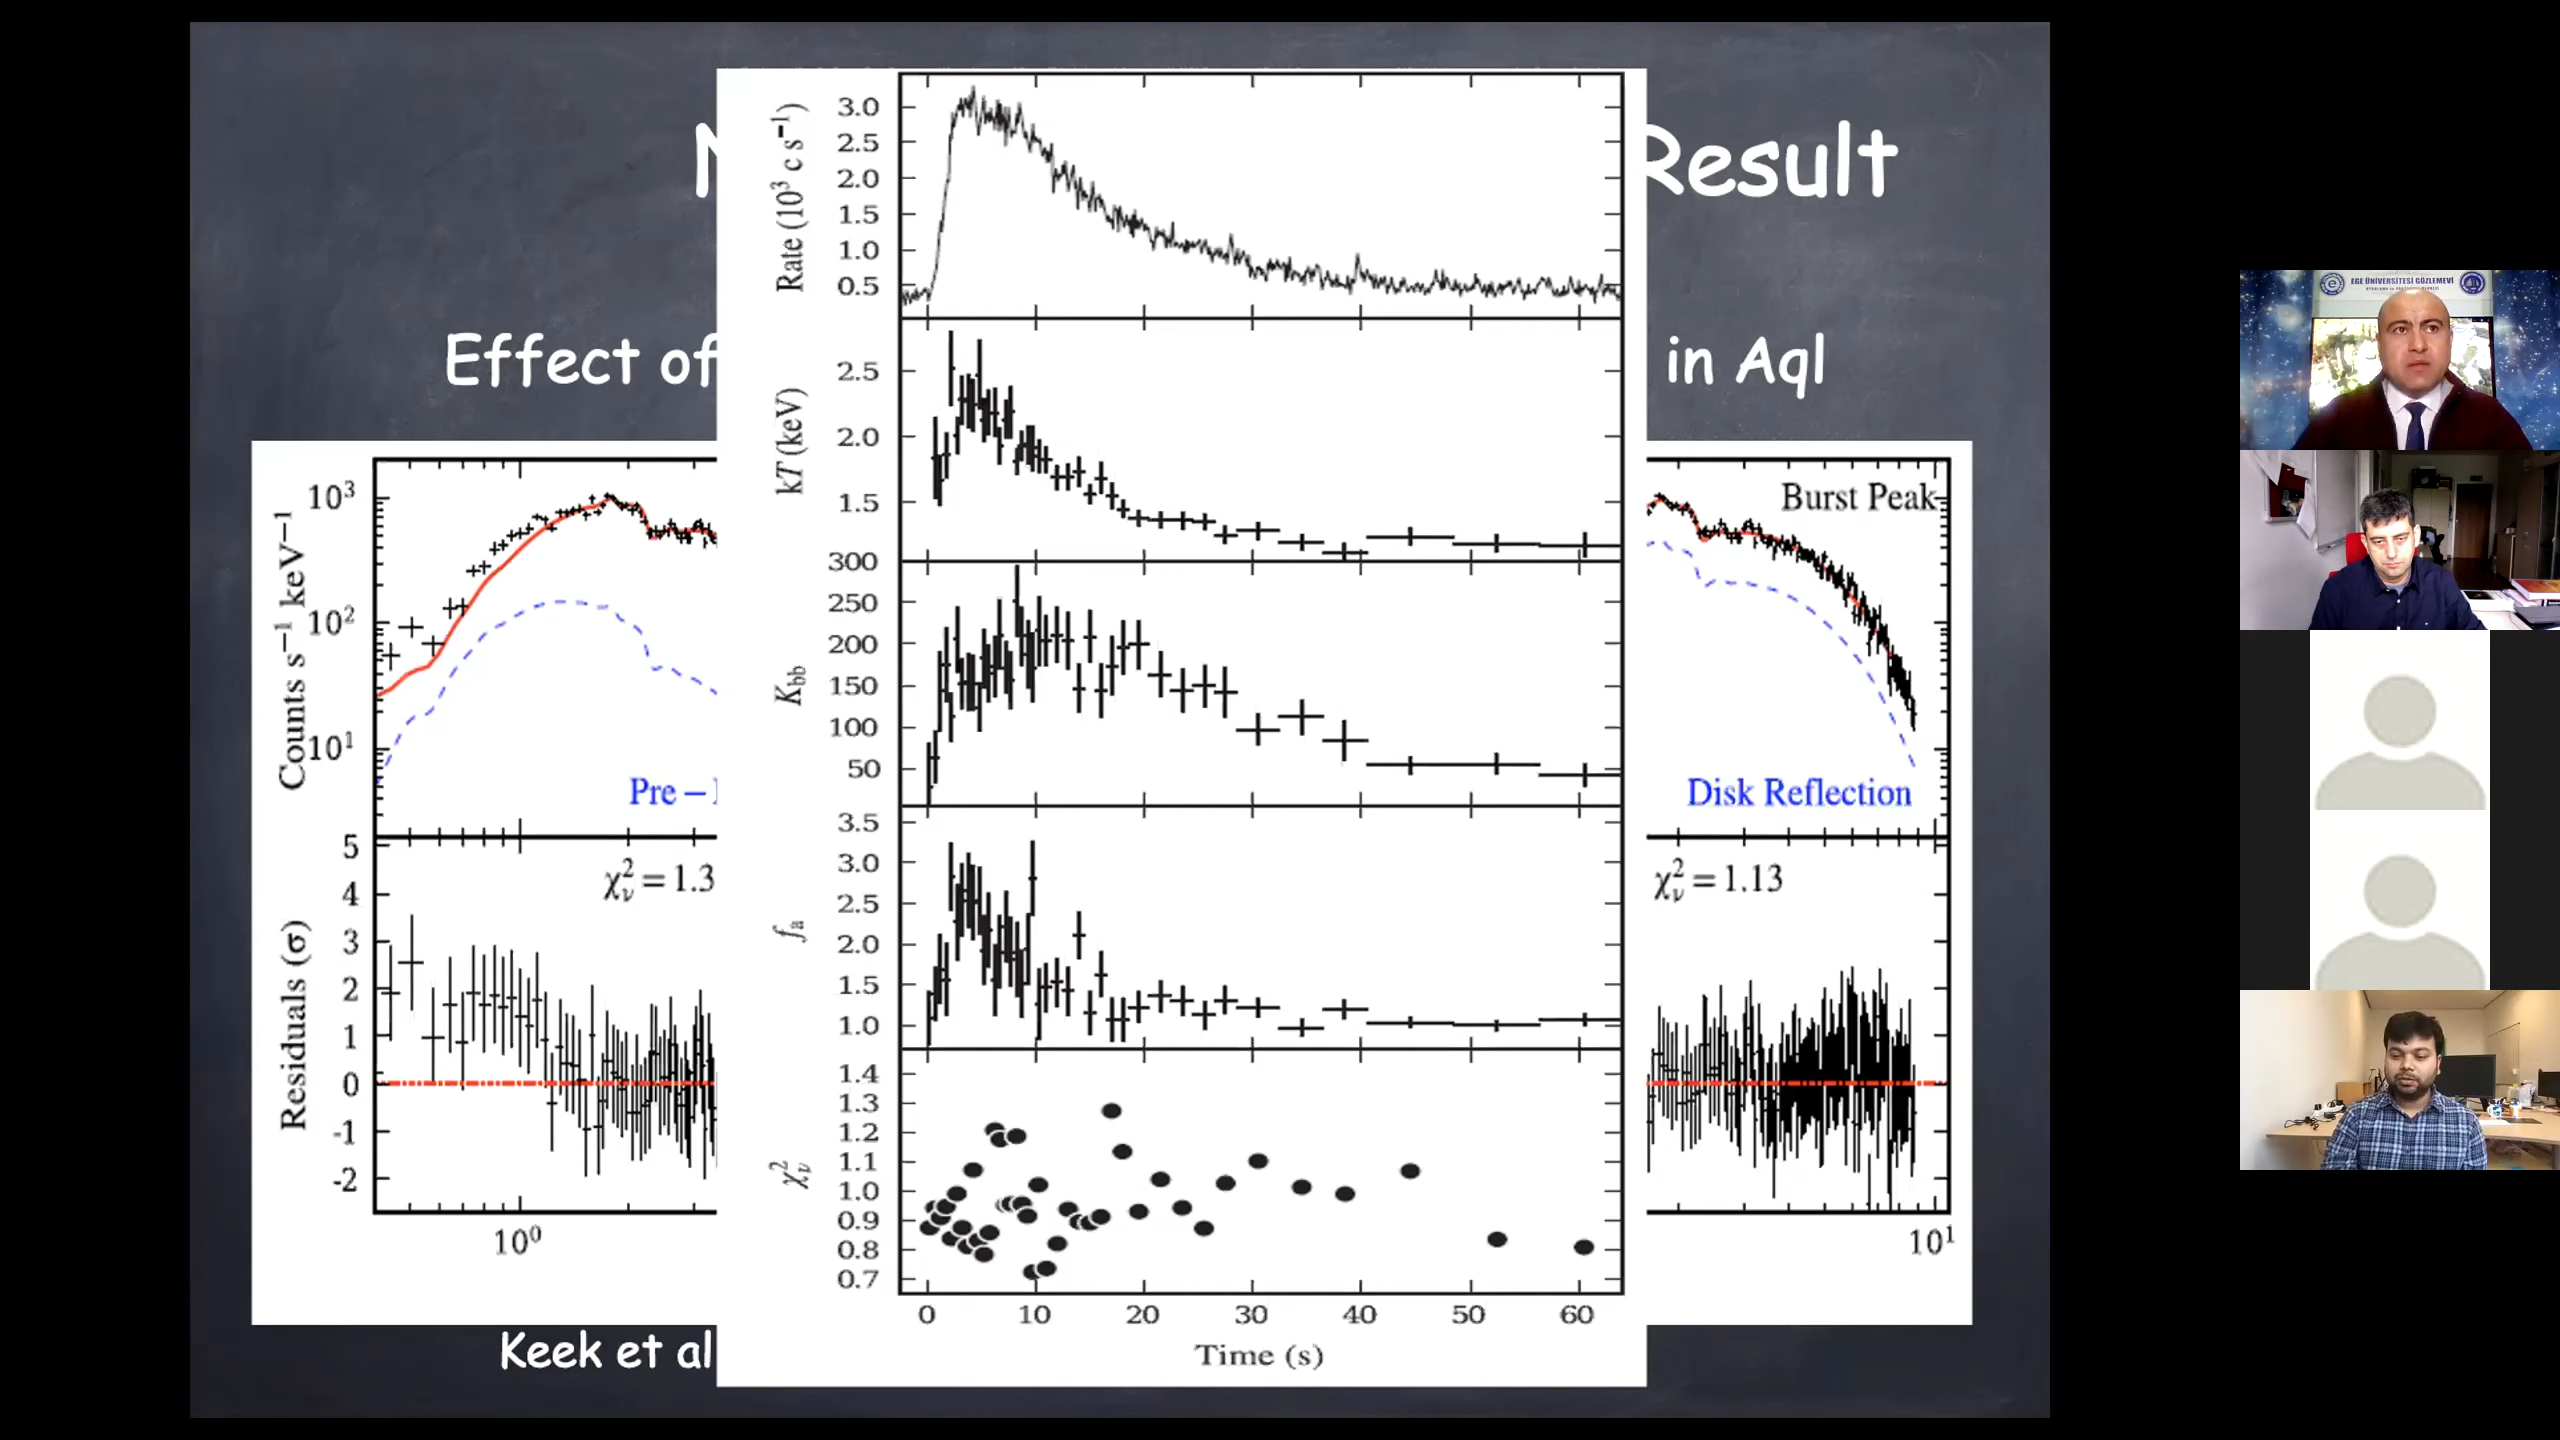 Result
Effect of
in Aql
Rate (10³ c s⁻¹)
3.0
2.5
2.0
1.5
1.0
0.5
kT (keV)
2.5
2.0
1.5
K_bb
300
250
200
150
100
50
f_a
3.5
3.0
2.5
2.0
1.5
1.0
χ²_ν
1.4
1.3
1.2
1.1
1.0
0.9
0.8
0.7
0 10 20 30 40 50 60
Time (s)
Counts s⁻¹ keV⁻¹
10³
10²
10¹
Pre –
Residuals (σ)
5
4
3
2
1
0
-1
-2
χ²_ν = 1.3
10⁰
Burst Peak
Disk Reflection
χ²_ν = 1.13
10¹
Keek et al
EGE ÜNİVERSİTESİ GÖZLEMEVİ